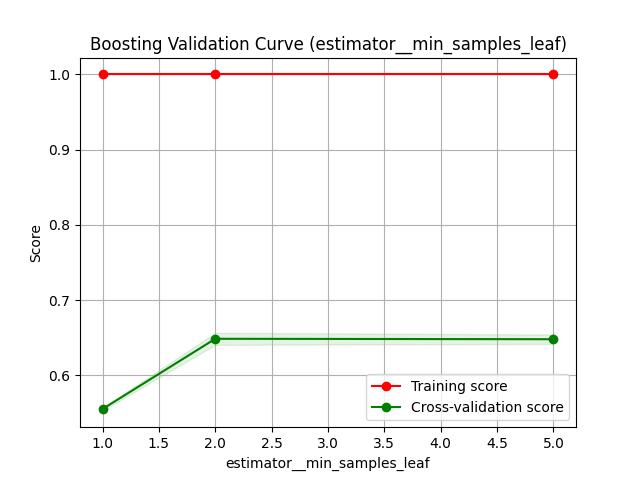 Boosting Validation Curve (estimator__min_samples_leaf)
1.0
0.9
0.8
0.7
0.6
Score
Training score
Cross-validation score
1.0 1.5 2.0 2.5 3.0 3.5 4.0 4.5 5.0
estimator__min_samples_leaf